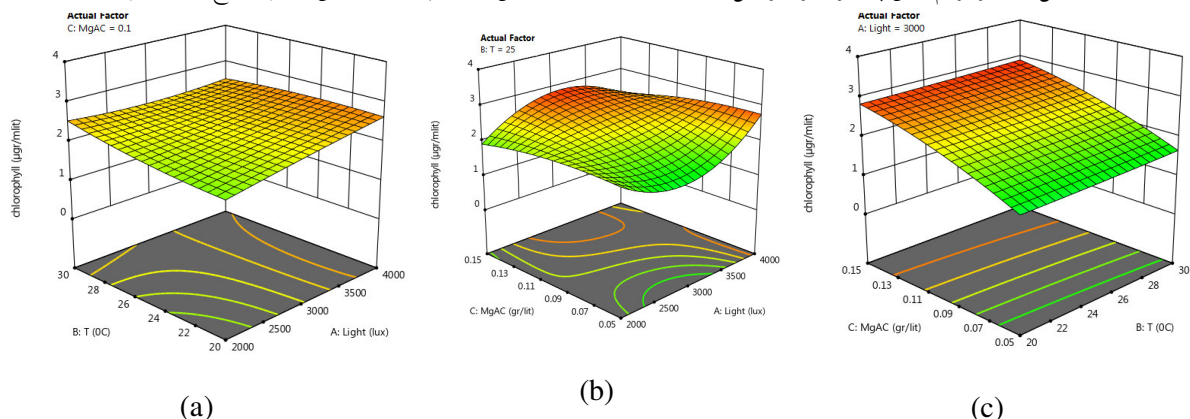 Actual Factor
C: MgAC = 0.1
4
3
2
1
0
chlorophyll (µgr/mlit)
30
28
26
24
22
20
B: T (0C)
2000
2500
3000
3500
4000
A: Light (lux)
(a)
Actual Factor
B: T = 25
4
3
2
1
0
chlorophyll (µgr/mlit)
0.15
0.13
0.11
0.09
0.07
0.05
C: MgAC (gr/lit)
2000
2500
3000
3500
4000
A: Light (lux)
(b)
Actual Factor
A: Light = 3000
4
3
2
1
0
chlorophyll (µgr/mlit)
0.15
0.13
0.11
0.09
0.07
0.05
C: MgAC (gr/lit)
20
22
24
26
28
30
B: T (0C)
(c)